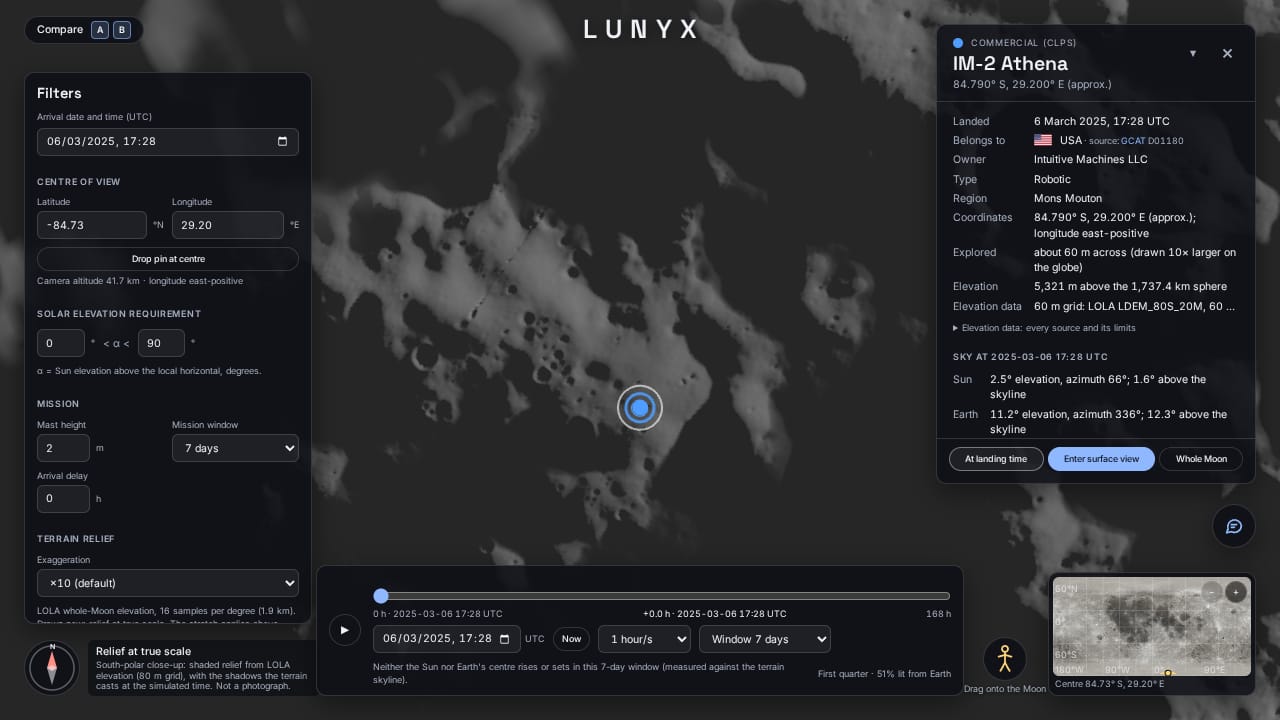 Compare A B
LUNYX
Filters
Arrival date and time (UTC)
06/03/2025, 17:28
CENTRE OF VIEW
Latitude Longitude
-84.73 °N 29.20 °E
Drop pin at centre
Camera altitude 41.7 km · longitude east-positive
SOLAR ELEVATION REQUIREMENT
0 ° < α < 90 °
α = Sun elevation above the local horizontal, degrees.
MISSION
Mast height Mission window
2 m 7 days
Arrival delay
0 h
TERRAIN RELIEF
Exaggeration
×10 (default)
LOLA whole-Moon elevation, 16 samples per degree (1.9 km).
N
Relief at true scale
South-polar close-up: shaded relief from LOLA
elevation (80 m grid), with the shadows the terrain
casts at the simulated time. Not a photograph.
0 h · 2025-03-06 17:28 UTC +0.0 h · 2025-03-06 17:28 UTC 168 h
06/03/2025, 17:28 UTC Now 1 hour/s Window 7 days
Neither the Sun nor Earth's centre rises or sets in this 7-day window (measured against the terrain
skyline).
First quarter · 51% lit from Earth
COMMERCIAL (CLPS)
IM-2 Athena
84.790° S, 29.200° E (approx.)
Landed 6 March 2025, 17:28 UTC
Belongs to USA · source: GCAT D01180
Owner Intuitive Machines LLC
Type Robotic
Region Mons Mouton
Coordinates 84.790° S, 29.200° E (approx.);
longitude east-positive
Explored about 60 m across (drawn 10× larger on
the globe)
Elevation 5,321 m above the 1,737.4 km sphere
Elevation data 60 m grid: LOLA LDEM_80S_20M, 60 ...
Elevation data: every source and its limits
SKY AT 2025-03-06 17:28 UTC
Sun 2.5° elevation, azimuth 66°; 1.6° above the
skyline
Earth 11.2° elevation, azimuth 336°; 12.3° above the
skyline
At landing time Enter surface view Whole Moon
Drag onto the Moon
60°N
0°
60°S
180°W 90°W 0° 90°E
Centre 84.73° S, 29.20° E